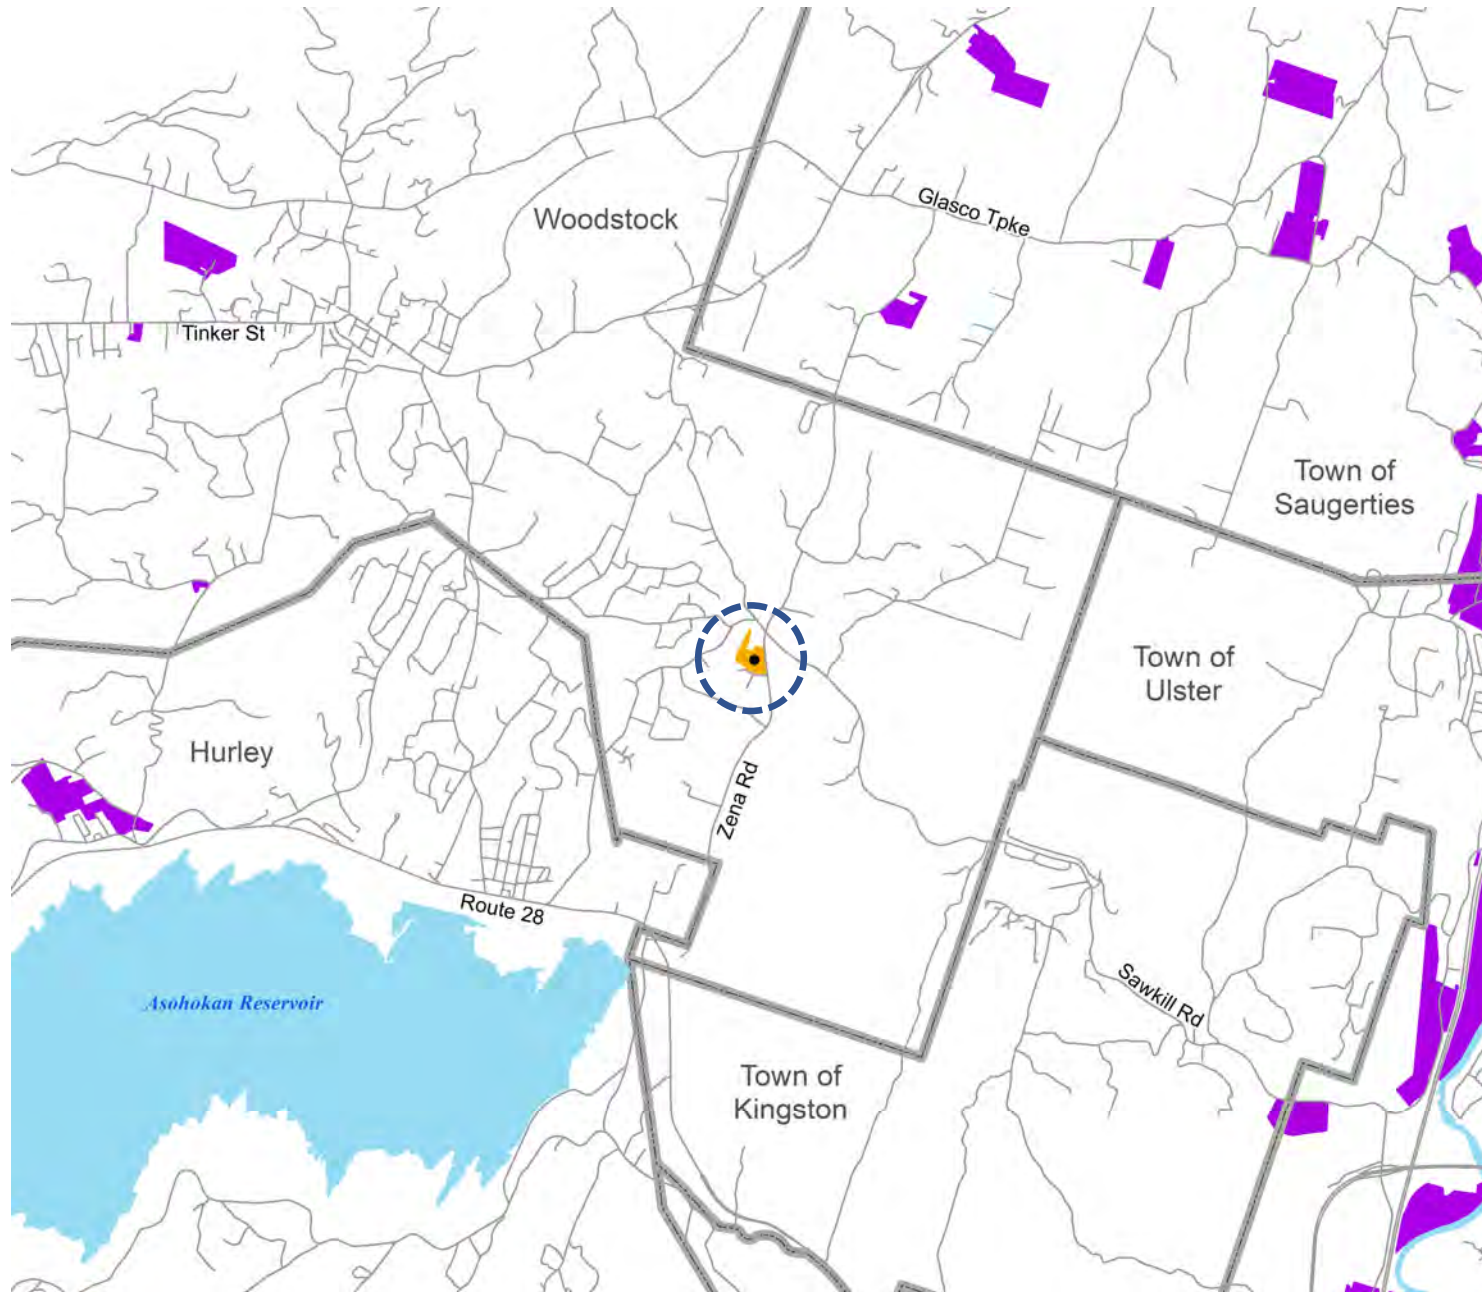 Glasco Tpke
Woodstock
Tinker St
Town of
Saugerties
Town of
Ulster
Hurley
Zena Rd
Route 28
Asohokan Reservoir
Sawkill Rd
Town of
Kingston